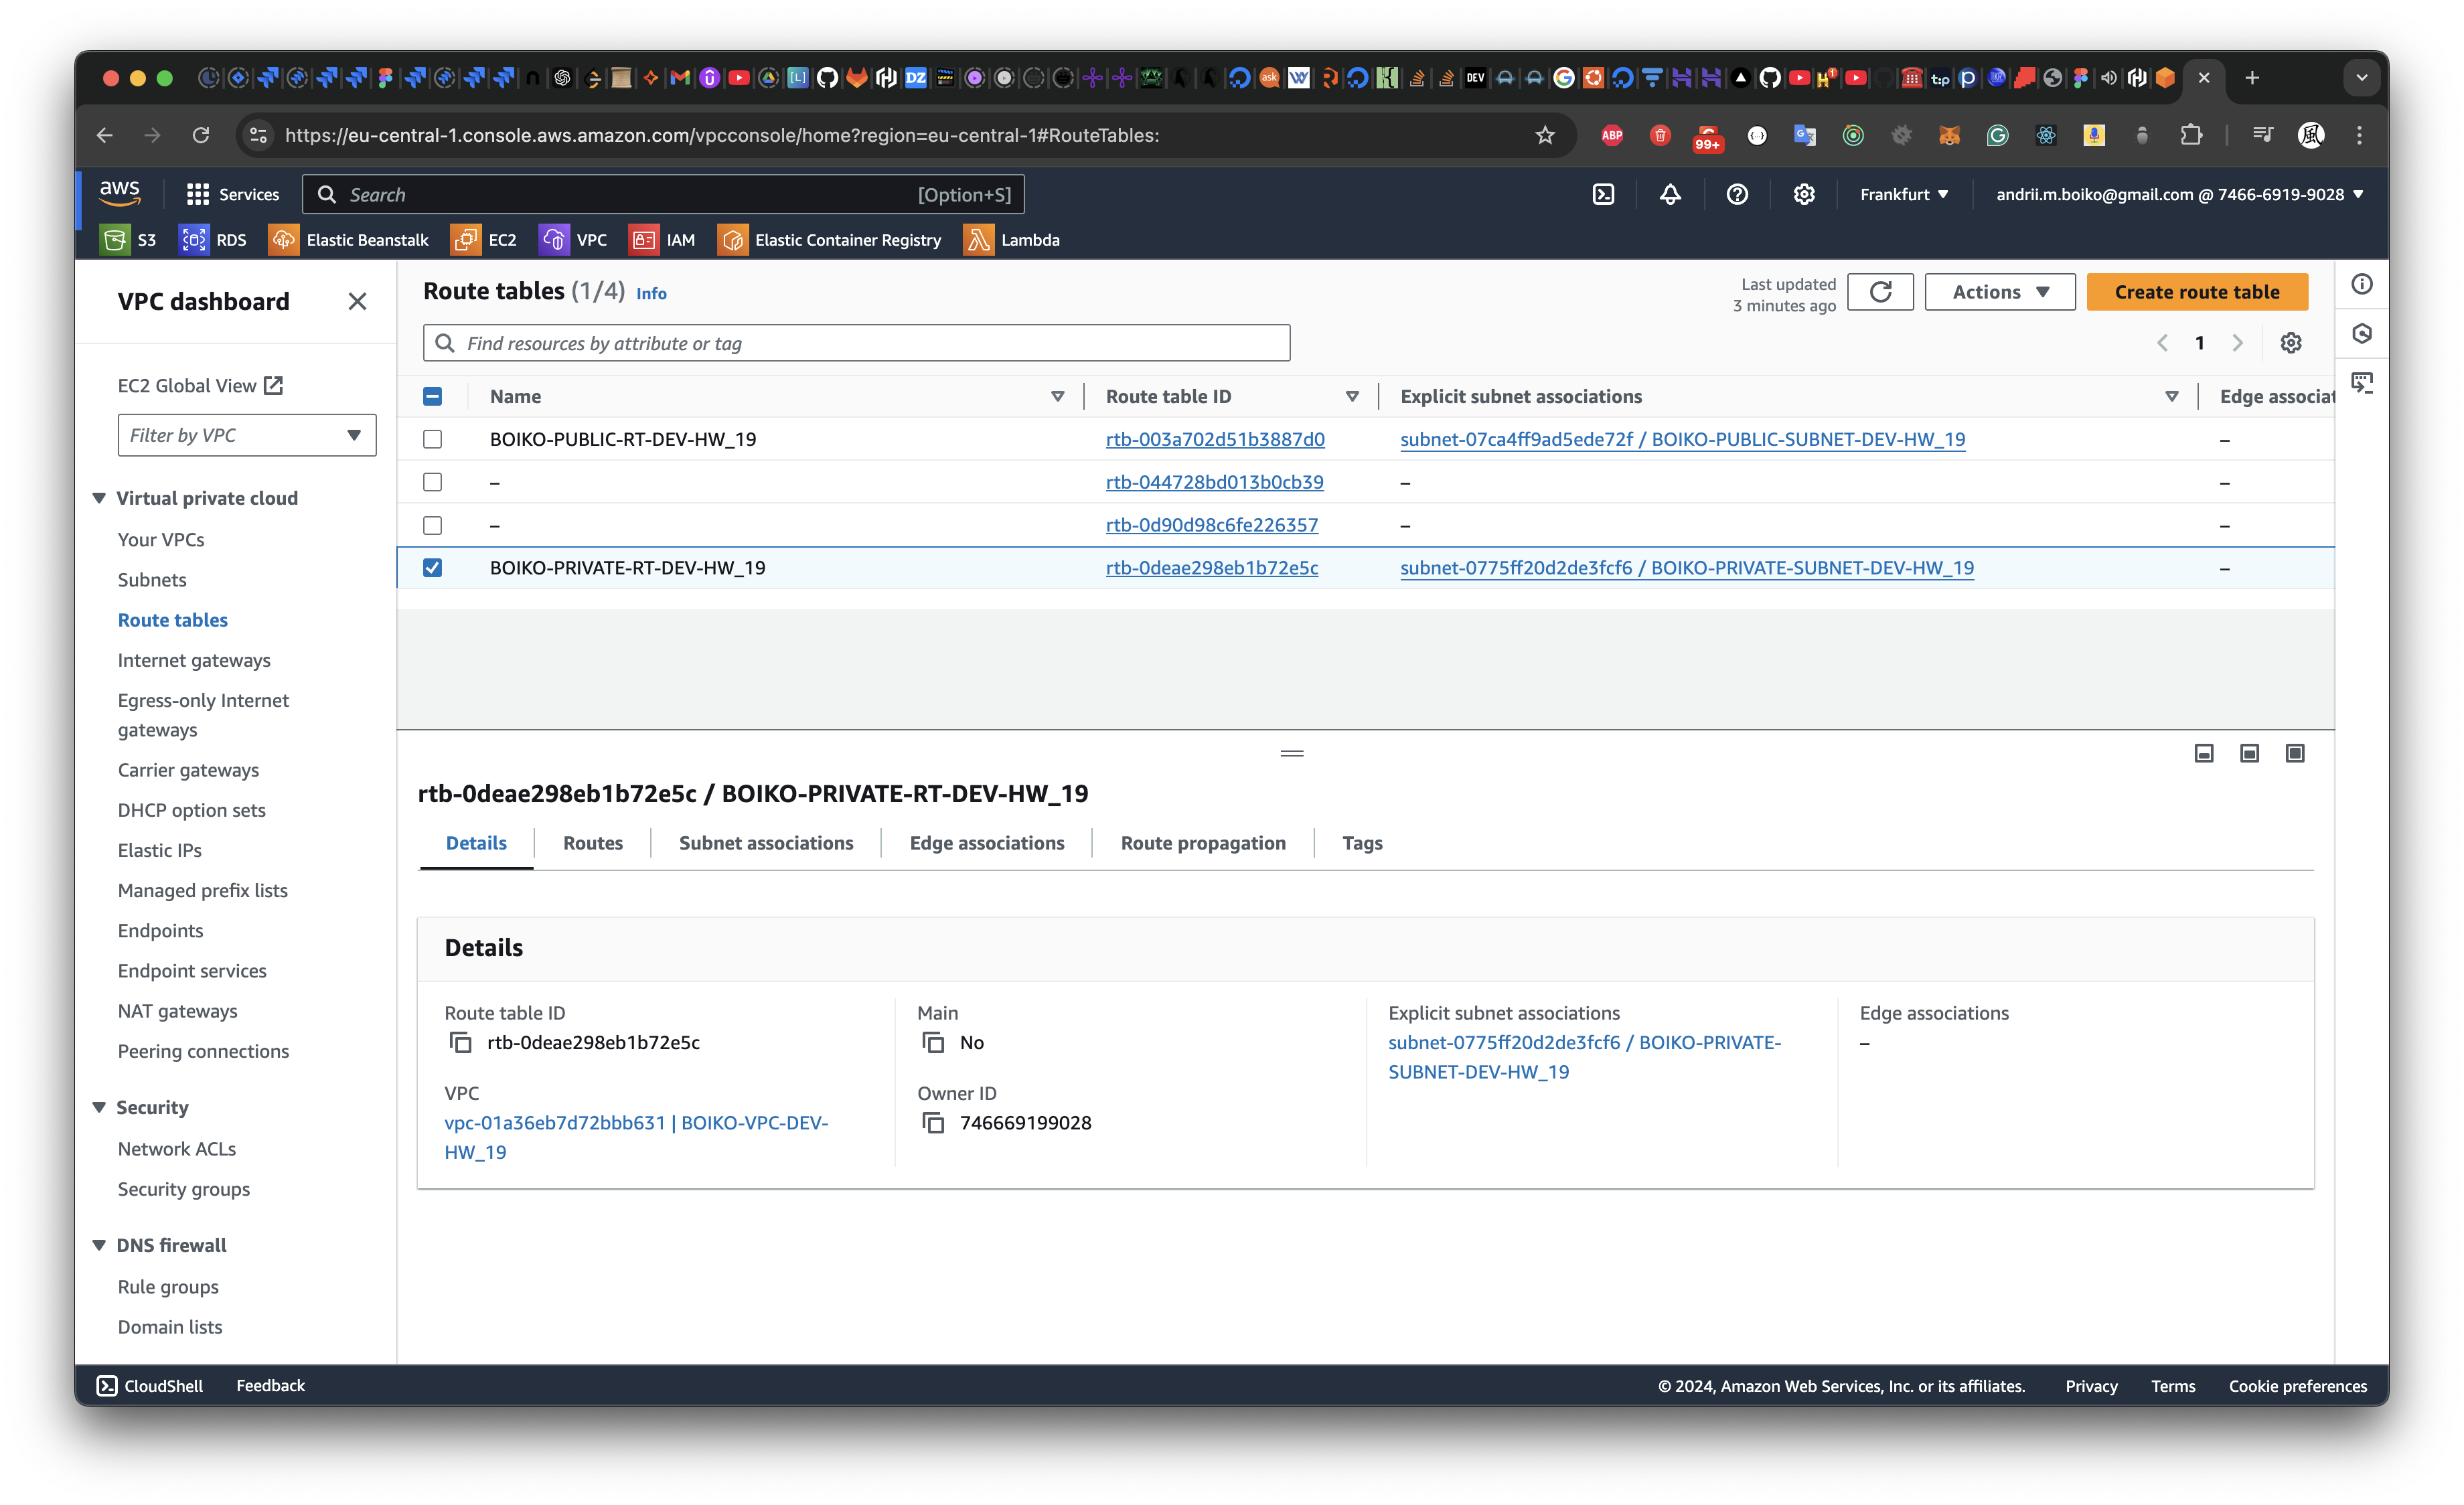 https://eu-central-1.console.aws.amazon.com/vpcconsole/home?region=eu-central-1#RouteTables:
ABP
99+
aws
Services
Search
[Option+S]
Frankfurt
andrii.m.boiko@gmail.com @ 7466-6919-9028
S3
RDS
Elastic Beanstalk
EC2
VPC
IAM
Elastic Container Registry
Lambda
VPC dashboard
EC2 Global View
Filter by VPC
Virtual private cloud
Your VPCs
Subnets
Route tables
Internet gateways
Egress-only Internet
gateways
Carrier gateways
DHCP option sets
Elastic IPs
Managed prefix lists
Endpoints
Endpoint services
NAT gateways
Peering connections
Security
Network ACLs
Security groups
DNS firewall
Rule groups
Domain lists
Route tables (1/4) Info
Last updated
3 minutes ago
Actions
Create route table
Find resources by attribute or tag
1
Name Route table ID Explicit subnet associations Edge associat
BOIKO-PUBLIC-RT-DEV-HW_19 rtb-003a702d51b3887d0 subnet-07ca4ff9ad5ede72f / BOIKO-PUBLIC-SUBNET-DEV-HW_19 –
– rtb-044728bd013b0cb39 – –
– rtb-0d90d98c6fe226357 – –
BOIKO-PRIVATE-RT-DEV-HW_19 rtb-0deae298eb1b72e5c subnet-0775ff20d2de3fcf6 / BOIKO-PRIVATE-SUBNET-DEV-HW_19 –
rtb-0deae298eb1b72e5c / BOIKO-PRIVATE-RT-DEV-HW_19
Details
Routes
Subnet associations
Edge associations
Route propagation
Tags
Details
Route table ID
rtb-0deae298eb1b72e5c
VPC
vpc-01a36eb7d72bbb631 | BOIKO-VPC-DEV-
HW_19
Main
No
Owner ID
746669199028
Explicit subnet associations
subnet-0775ff20d2de3fcf6 / BOIKO-PRIVATE-
SUBNET-DEV-HW_19
Edge associations
–
CloudShell
Feedback
© 2024, Amazon Web Services, Inc. or its affiliates.
Privacy
Terms
Cookie preferences